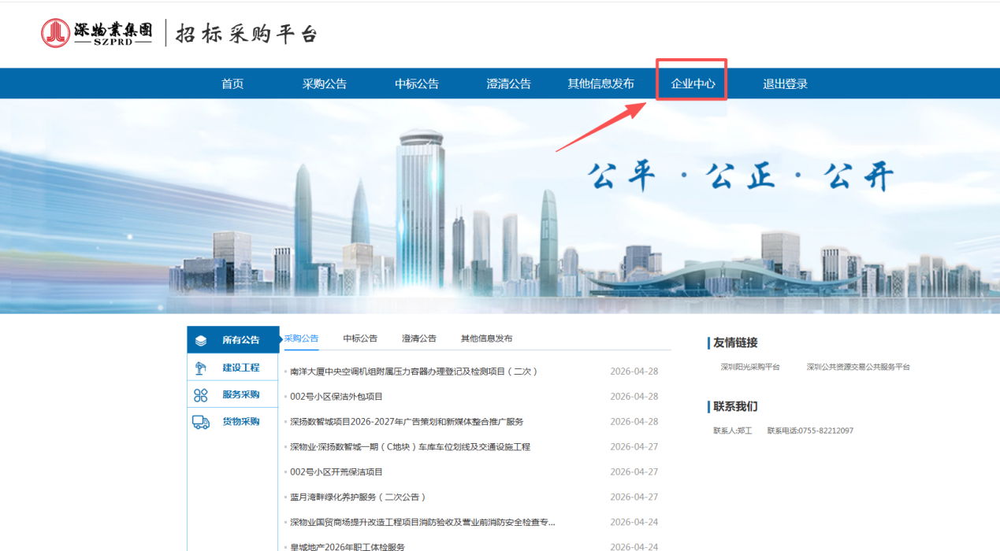 深物业集团
SZPRD
招标采购平台
首页 采购公告 中标公告 澄清公告 其他信息发布 企业中心 退出登录
公平·公正·公开
所有公告
建设工程
服务采购
货物采购
采购公告 中标公告 澄清公告 其他信息发布
南洋大厦中央空调机组附属压力容器办理登记及检测项目（二次） 2026-04-28
002号小区保洁外包项目 2026-04-28
深扬数智城项目2026-2027年广告策划和新媒体整合推广服务 2026-04-28
深物业·深扬数智城一期（C地块）车库车位划线及交通设施工程 2026-04-27
002号小区开荒保洁项目 2026-04-27
蓝月湾畔绿化养护服务（二次公告） 2026-04-27
深物业国贸商场提升改造工程项目消防验收及营业前消防安全检查专... 2026-04-24
皇城地产2026年职工体检服务 2026-04-24
友情链接
深圳阳光采购平台 深圳公共资源交易公共服务平台
联系我们
联系人:郑工 联系电话:0755-82212097